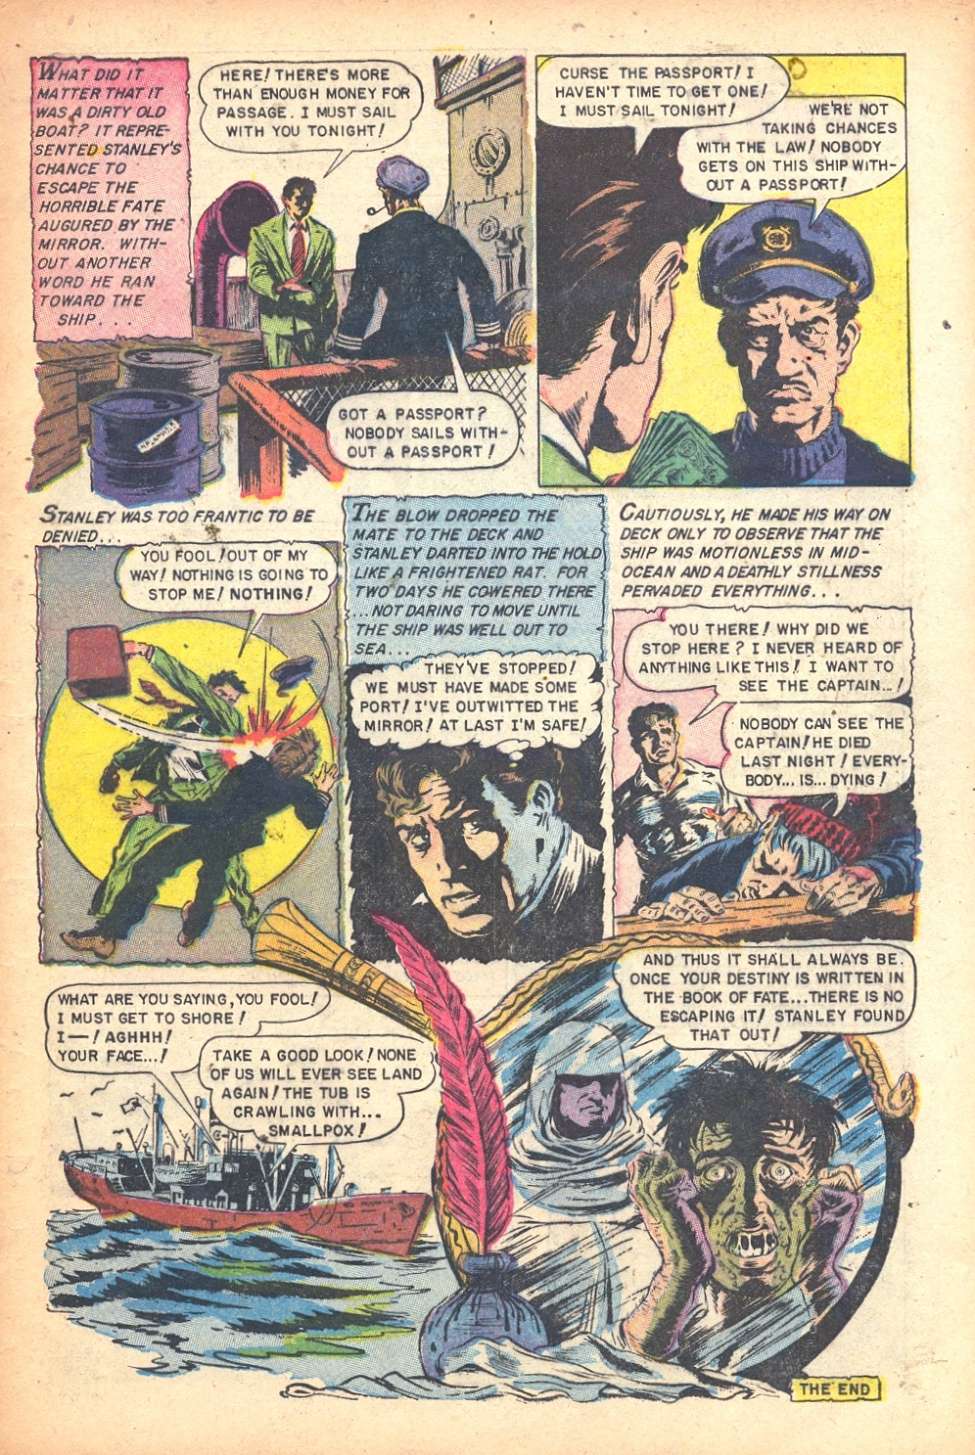 WHAT DID IT
MATTER THAT IT
WAS A DIRTY OLD
BOAT? IT REPRE-
SENTED STANLEY'S
CHANCE TO
ESCAPE THE
HORRIBLE FATE
AUGURED BY THE
MIRROR. WITH-
OUT ANOTHER
WORD HE RAN
TOWARD THE
SHIP...
HERE! THERE'S MORE
THAN ENOUGH MONEY FOR
PASSAGE. I MUST SAIL
WITH YOU TONIGHT!
GOT A PASSPORT?
NOBODY SAILS WITH-
OUT A PASSPORT!
CURSE THE PASSPORT! I
HAVEN'T TIME TO GET ONE!
I MUST SAIL TONIGHT!
WE'RE NOT
TAKING CHANCES
WITH THE LAW! NOBODY
GETS ON THIS SHIP WITH-
OUT A PASSPORT!
STANLEY WAS TOO FRANTIC TO BE
DENIED...
YOU FOOL! OUT OF MY
WAY! NOTHING IS GOING TO
STOP ME! NOTHING!
THE BLOW DROPPED THE
MATE TO THE DECK AND
STANLEY DARTED INTO THE HOLD
LIKE A FRIGHTENED RAT. FOR
TWO DAYS HE COWERED THERE
...NOT DARING TO MOVE UNTIL
THE SHIP WAS WELL OUT TO
SEA...
THEY'VE STOPPED!
WE MUST HAVE MADE SOME
PORT! I'VE OUTWITTED THE
MIRROR! AT LAST I'M SAFE!
CAUTIOUSLY, HE MADE HIS WAY ON
DECK ONLY TO OBSERVE THAT THE
SHIP WAS MOTIONLESS IN MID-
OCEAN AND A DEATHLY STILLNESS
PERVADED EVERYTHING...
YOU THERE! WHY DID WE
STOP HERE? I NEVER HEARD OF
ANYTHING LIKE THIS! I WANT TO
SEE THE CAPTAIN...!
NOBODY CAN SEE THE
CAPTAIN! HE DIED
LAST NIGHT! EVERY-
BODY... IS... DYING!
WHAT ARE YOU SAYING, YOU FOOL!
I MUST GET TO SHORE!
I—! AGHHH!
YOUR FACE...!
TAKE A GOOD LOOK! NONE
OF US WILL EVER SEE LAND
AGAIN! THE TUB IS
CRAWLING WITH...
SMALLPOX!
AND THUS IT SHALL ALWAYS BE.
ONCE YOUR DESTINY IS WRITTEN IN
THE BOOK OF FATE...THERE IS NO
ESCAPING IT! STANLEY FOUND
THAT OUT!
THE END